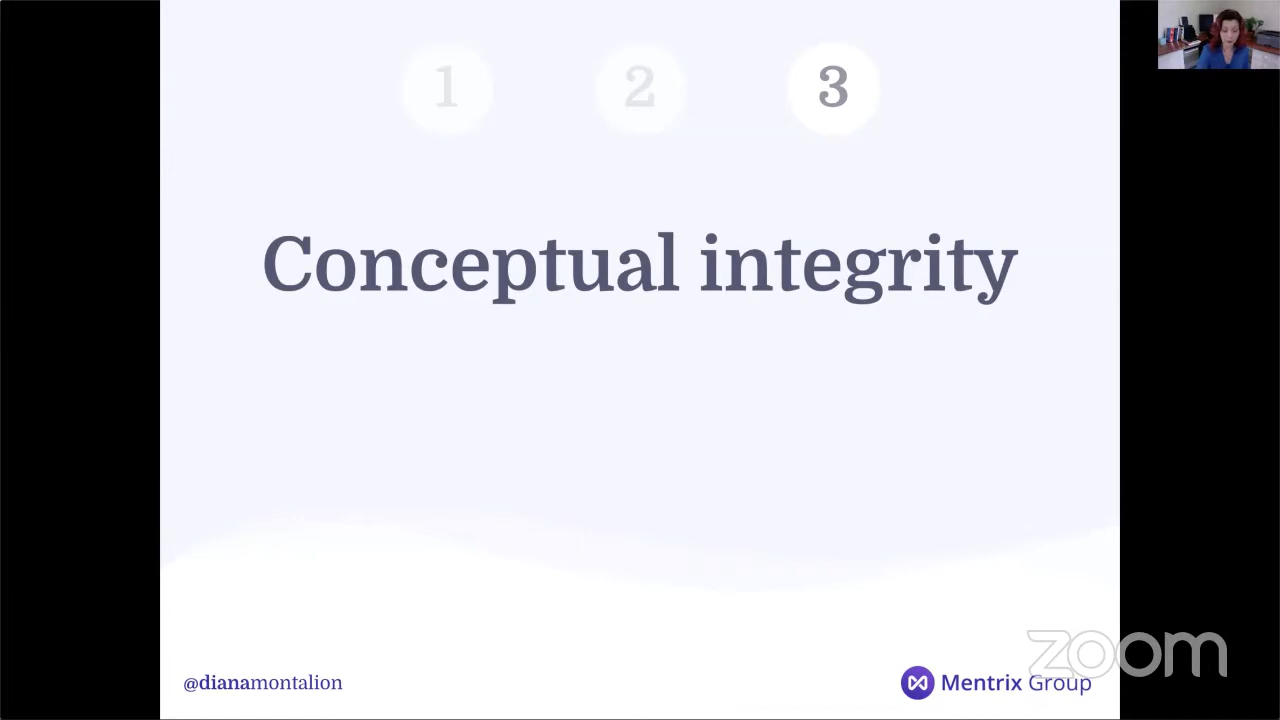 1 2 3
Conceptual integrity
@dianamontalion
Mentrix Group
zoom